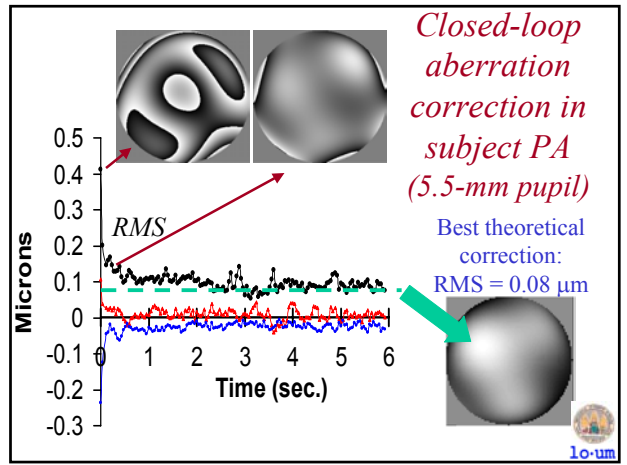 Closed-loop
aberration
correction in
subject PA
(5.5-mm pupil)
Best theoretical
correction:
RMS = 0.08 µm
0.5
0.4
0.3
0.2
0.1
0
-0.1
-0.2
-0.3
Microns
RMS
0 1 2 3 4 5 6
Time (sec.)
lo·um